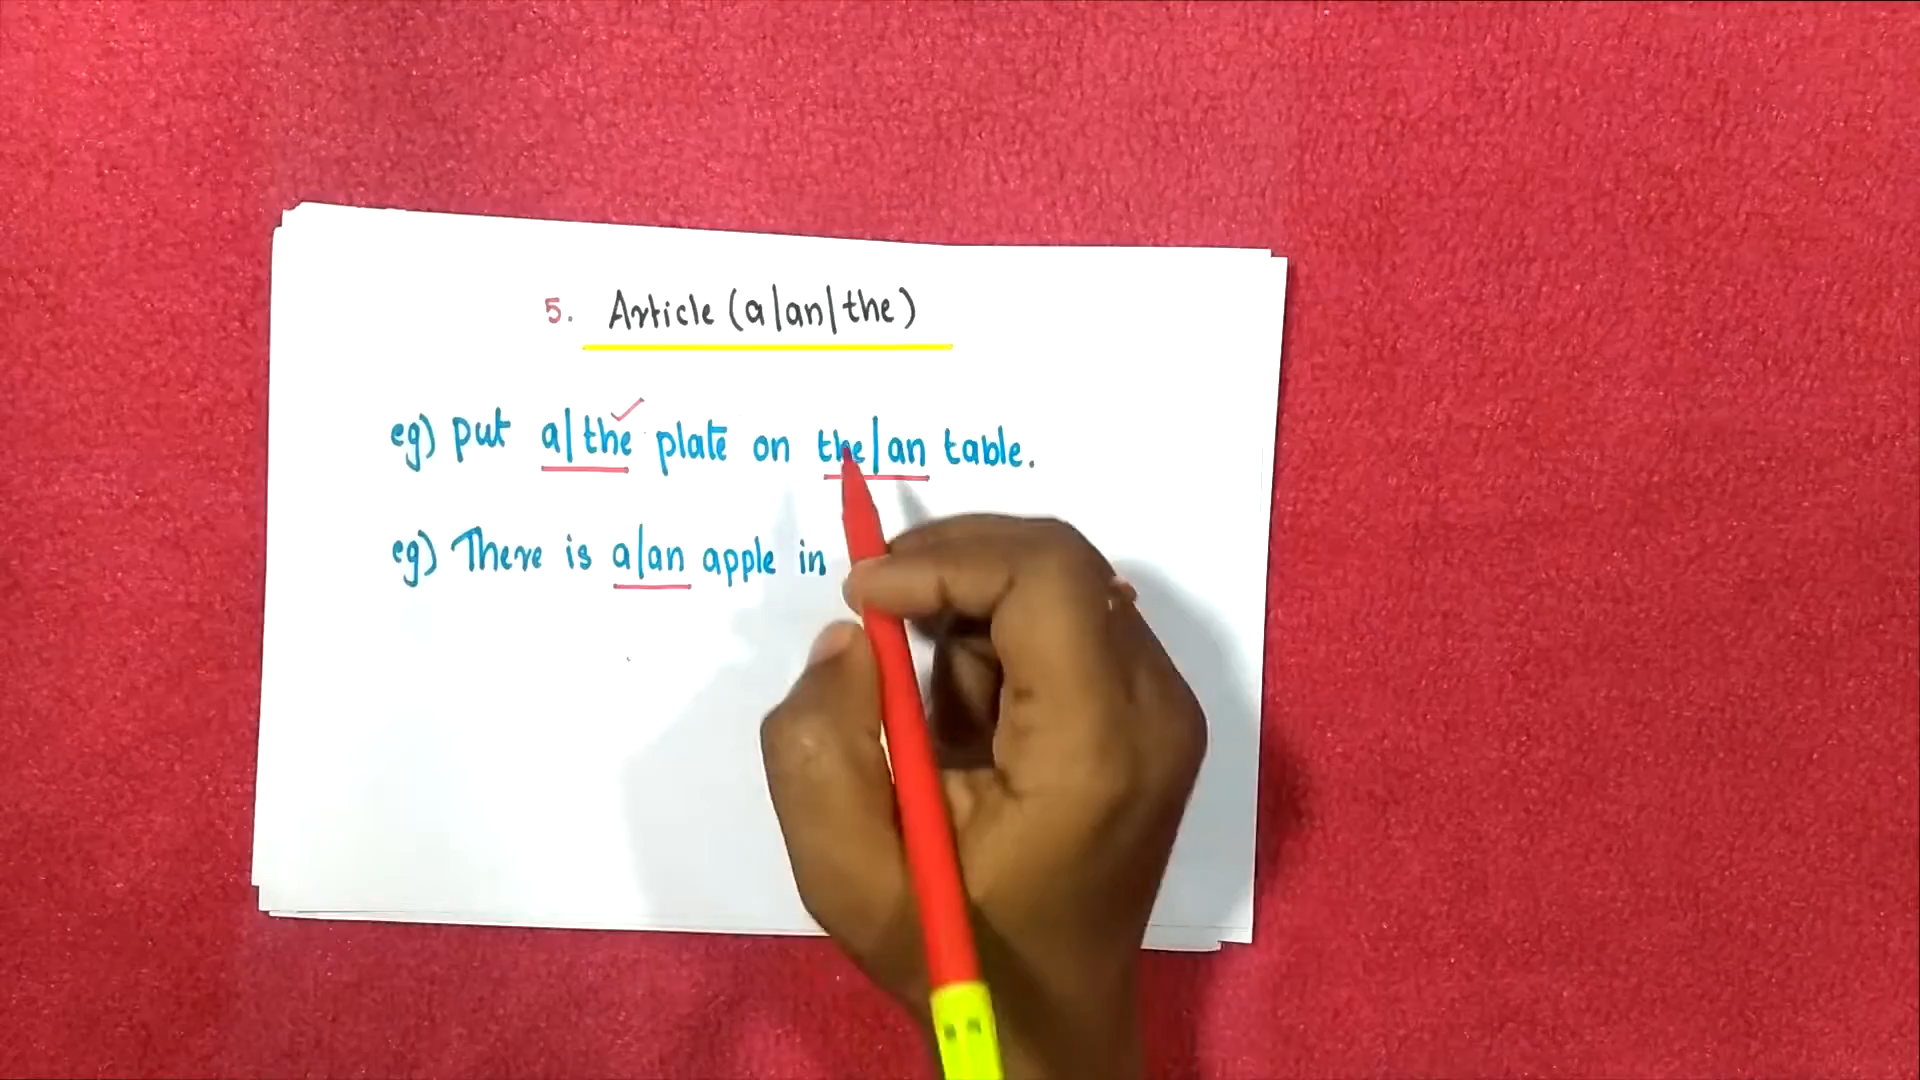 5. Article (a|an|the)
eg) put a|the plate on the|an table.
eg) There is a|an apple in